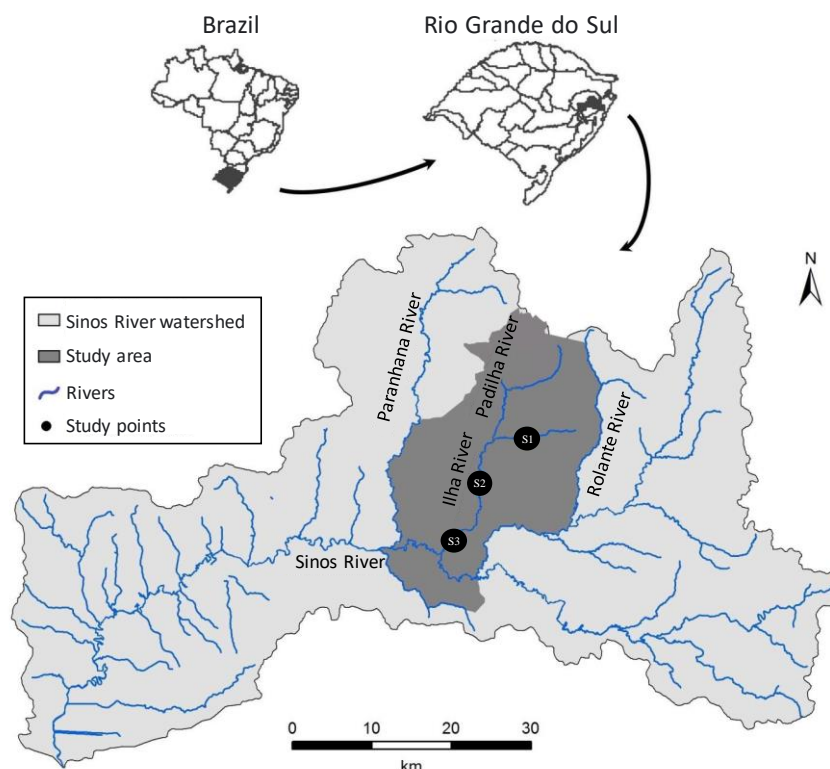 Brazil
Rio Grande do Sul
N
Sinos River watershed
Study area
Rivers
Study points
Paranhana River
Padilha River
Ilha River
Rolante River
Sinos River
S1
S2
S3
0 10 20 30
km